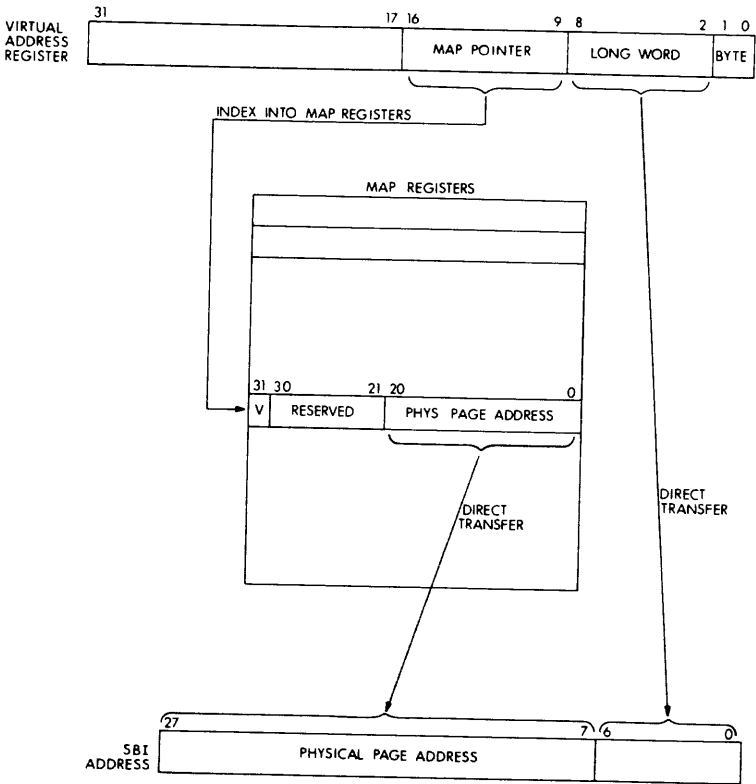 31 17 16 9 8 2 1 0
VIRTUAL
ADDRESS
REGISTER
MAP POINTER
LONG WORD
BYTE
INDEX INTO MAP REGISTERS
MAP REGISTERS
31 30 21 20 0
V RESERVED PHYS PAGE ADDRESS
DIRECT
TRANSFER
DIRECT
TRANSFER
27 7 6 0
SBI
ADDRESS
PHYSICAL PAGE ADDRESS